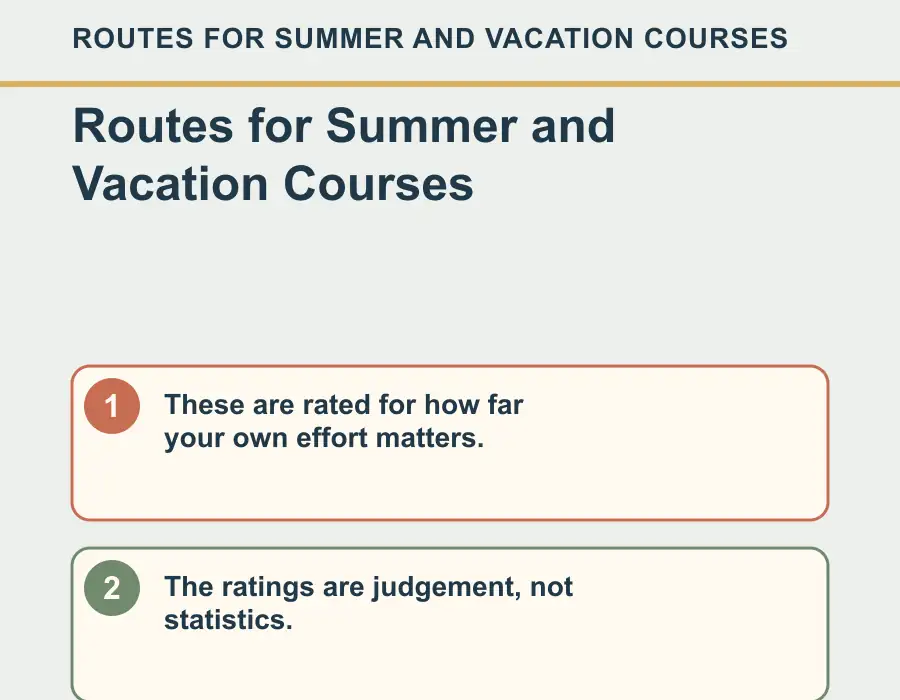 ROUTES FOR SUMMER AND VACATION COURSES
Routes for Summer and
Vacation Courses
1
These are rated for how far
your own effort matters.
2
The ratings are judgement, not
statistics.